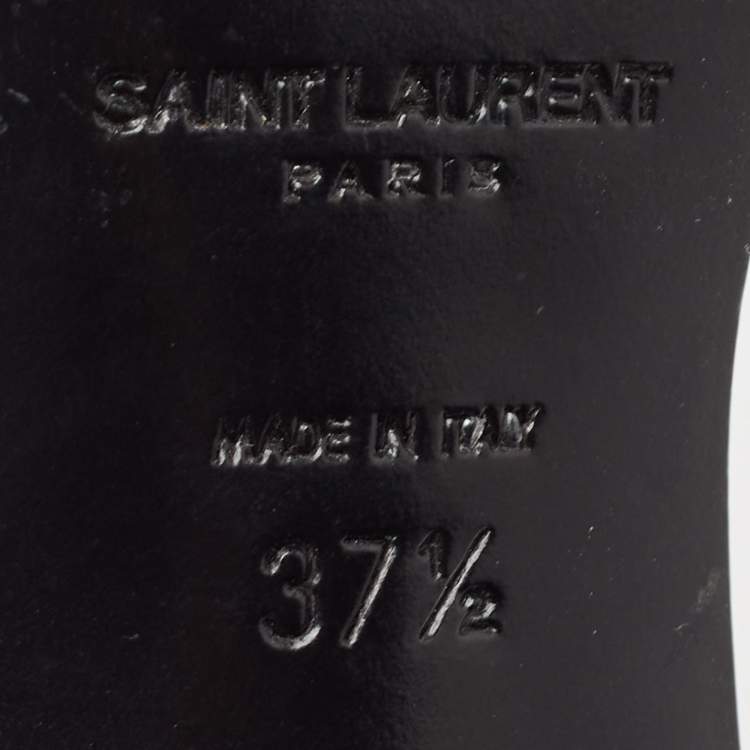 SAINT LAURENT
PARIS
MADE IN ITALY
37½